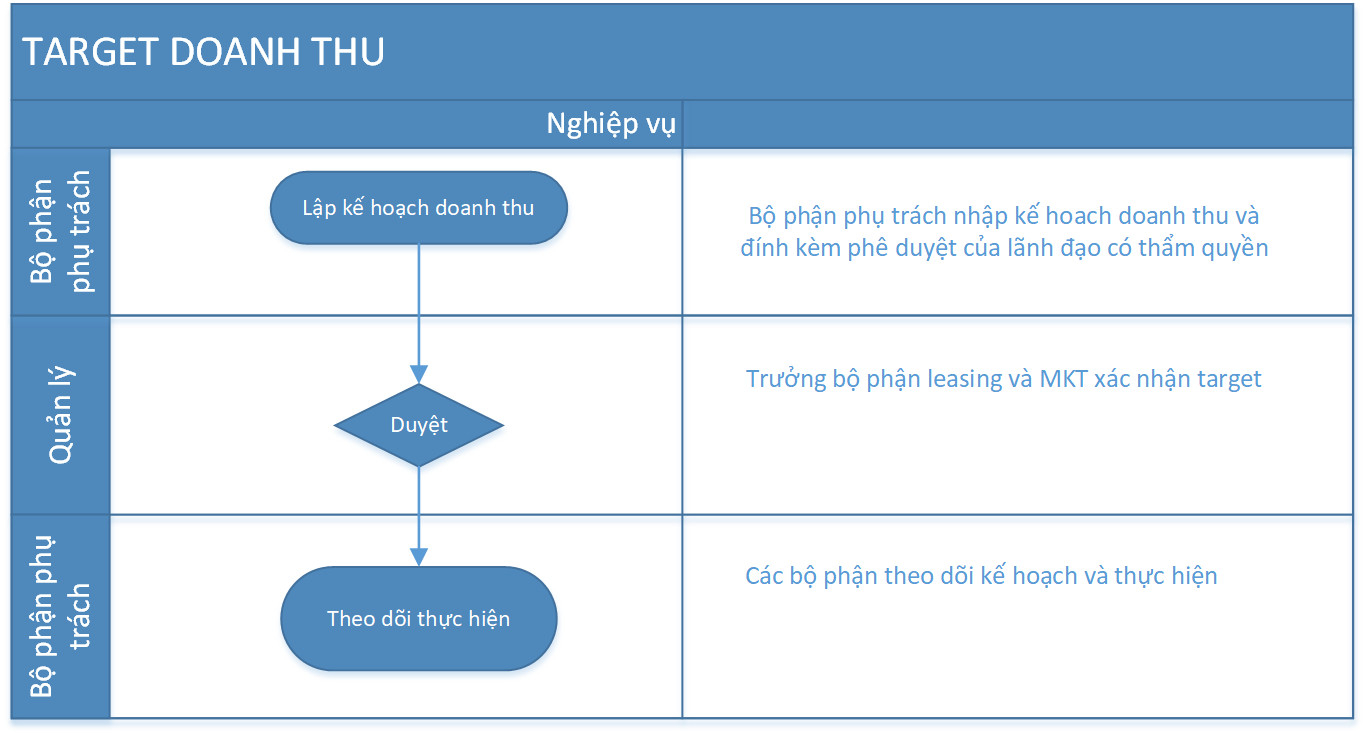 TARGET DOANH THU
Nghiệp vụ
Bộ phận
phụ trách
Lập kế hoạch doanh thu
Bộ phận phụ trách nhập kế hoạch doanh thu và
đính kèm phê duyệt của lãnh đạo có thẩm quyền
Quản lý
Duyệt
Trưởng bộ phận leasing và MKT xác nhận target
Bộ phận phụ
trách
Theo dõi thực hiện
Các bộ phận theo dõi kế hoạch và thực hiện